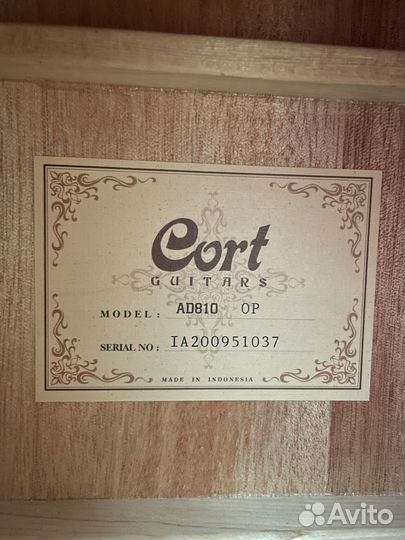 Cort
GUITARS
MODEL : AD810 OP
SERIAL NO : IA200951037
MADE IN INDONESIA
Avito